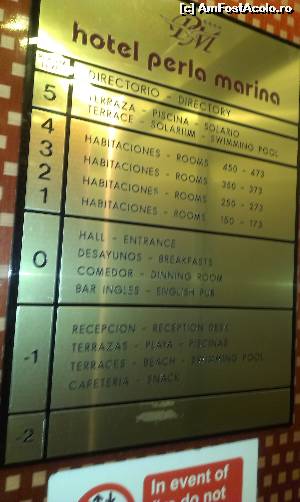 (c) AmFostAcolo.ro
hotel perla marina
DIRECTORIO - DIRECTORY
5
TERRAZA - PISCINA - SOLARIO
TERRACE - SOLARIUM - SWIMMING POOL
4 HABITACIONES - ROOMS 450 - 473
3 HABITACIONES - ROOMS 350 - 373
2 HABITACIONES - ROOMS 250 - 273
1 HABITACIONES - ROOMS 150 - 173
0
HALL - ENTRANCE
DESAYUNOS - BREAKFASTS
COMEDOR - DINNING ROOM
BAR INGLES - ENGLISH PUB
-1
RECEPCION - RECEPTION DESK
TERRAZAS - PLAYA - PISCINAS
TERRACES - BEACH - SWIMMING POOL
CAFETERIA - SNACK
-2
In event of
do not